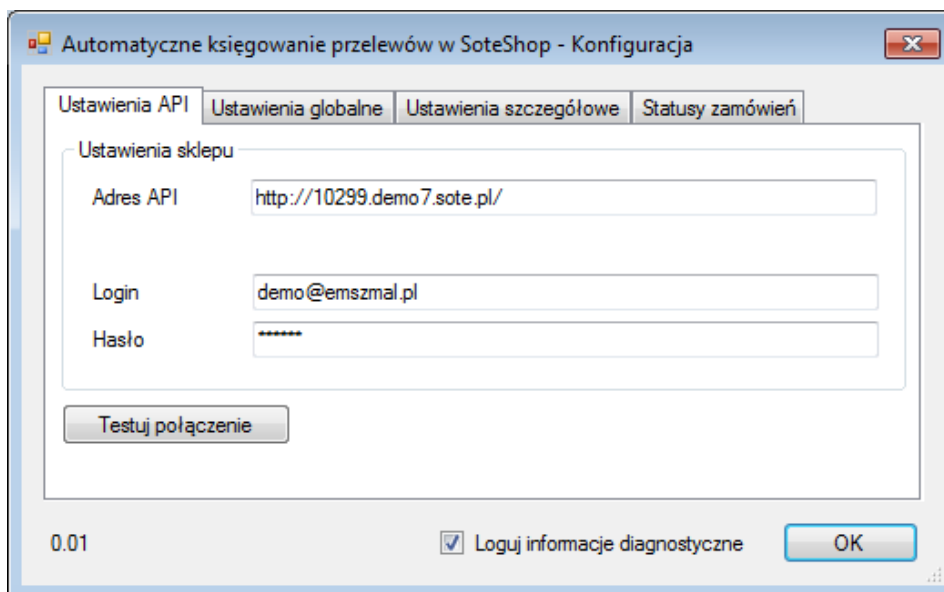 Automatyczne księgowanie przelewów w SoteShop - Konfiguracja
Ustawienia API Ustawienia globalne Ustawienia szczegółowe Statusy zamówień
Ustawienia sklepu
Adres API http://10299.demo7.sote.pl/
Login demo@emszmal.pl
Hasło ******
Testuj połączenie
0.01 Loguj informacje diagnostyczne OK